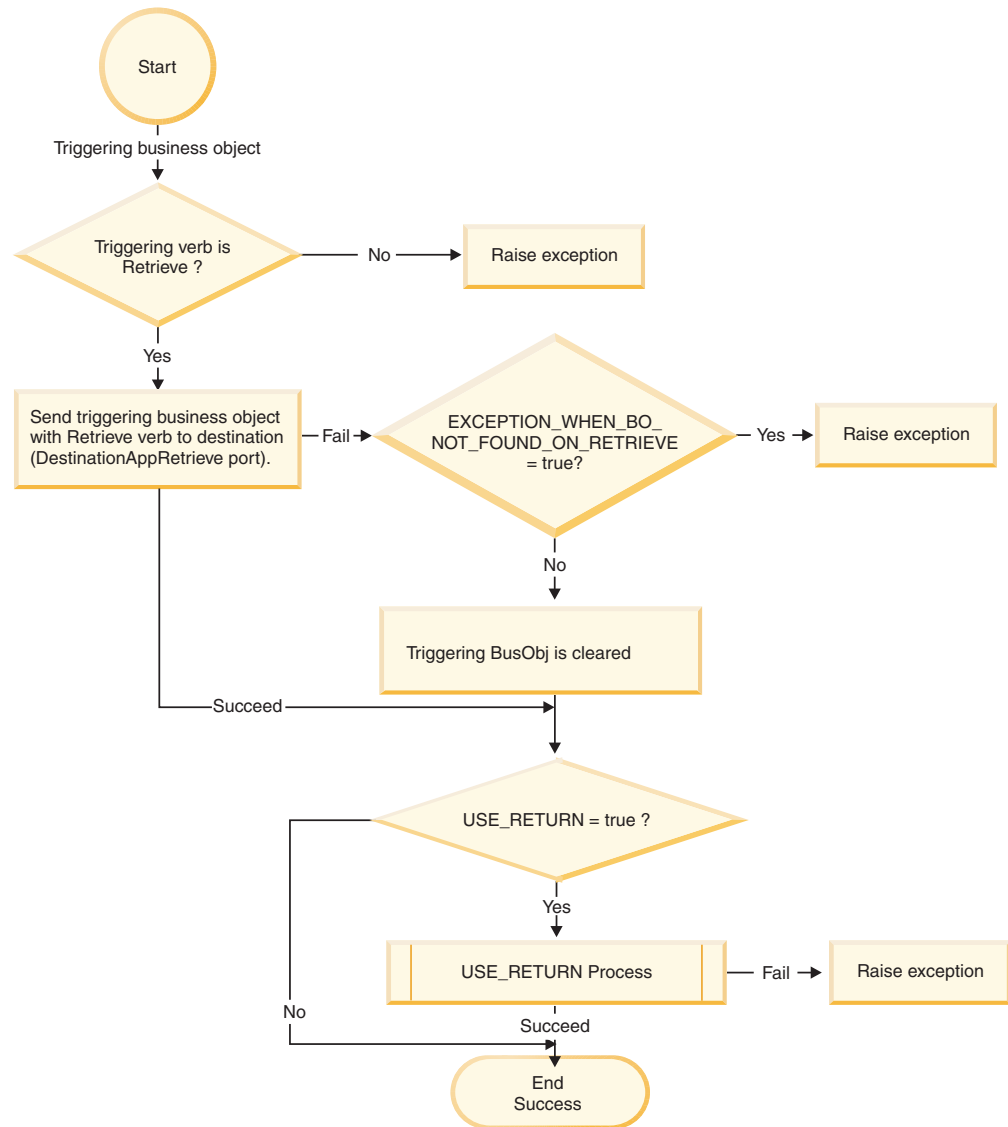 Start
Triggering business object
Triggering verb is
Retrieve ?
No
Raise exception
Yes
Send triggering business object
with Retrieve verb to destination
(DestinationAppRetrieve port).
Fail
EXCEPTION_WHEN_BO_
NOT_FOUND_ON_RETRIEVE
= true?
Yes
Raise exception
No
Triggering BusObj is cleared
Succeed
USE_RETURN = true ?
Yes
USE_RETURN Process
Fail
Raise exception
No
Succeed
End
Success